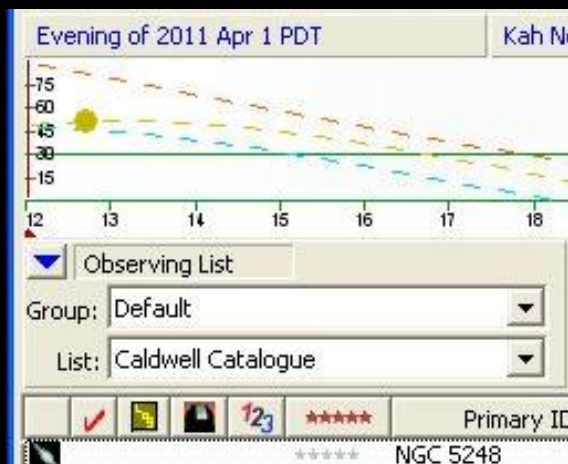 Evening of 2011 Apr 1 PDT
Kah N
75
60
45
30
15
12 13 14 15 16 17 18
Observing List
Group: Default
List: Caldwell Catalogue
123 ***** Primary ID
***** NGC 5248